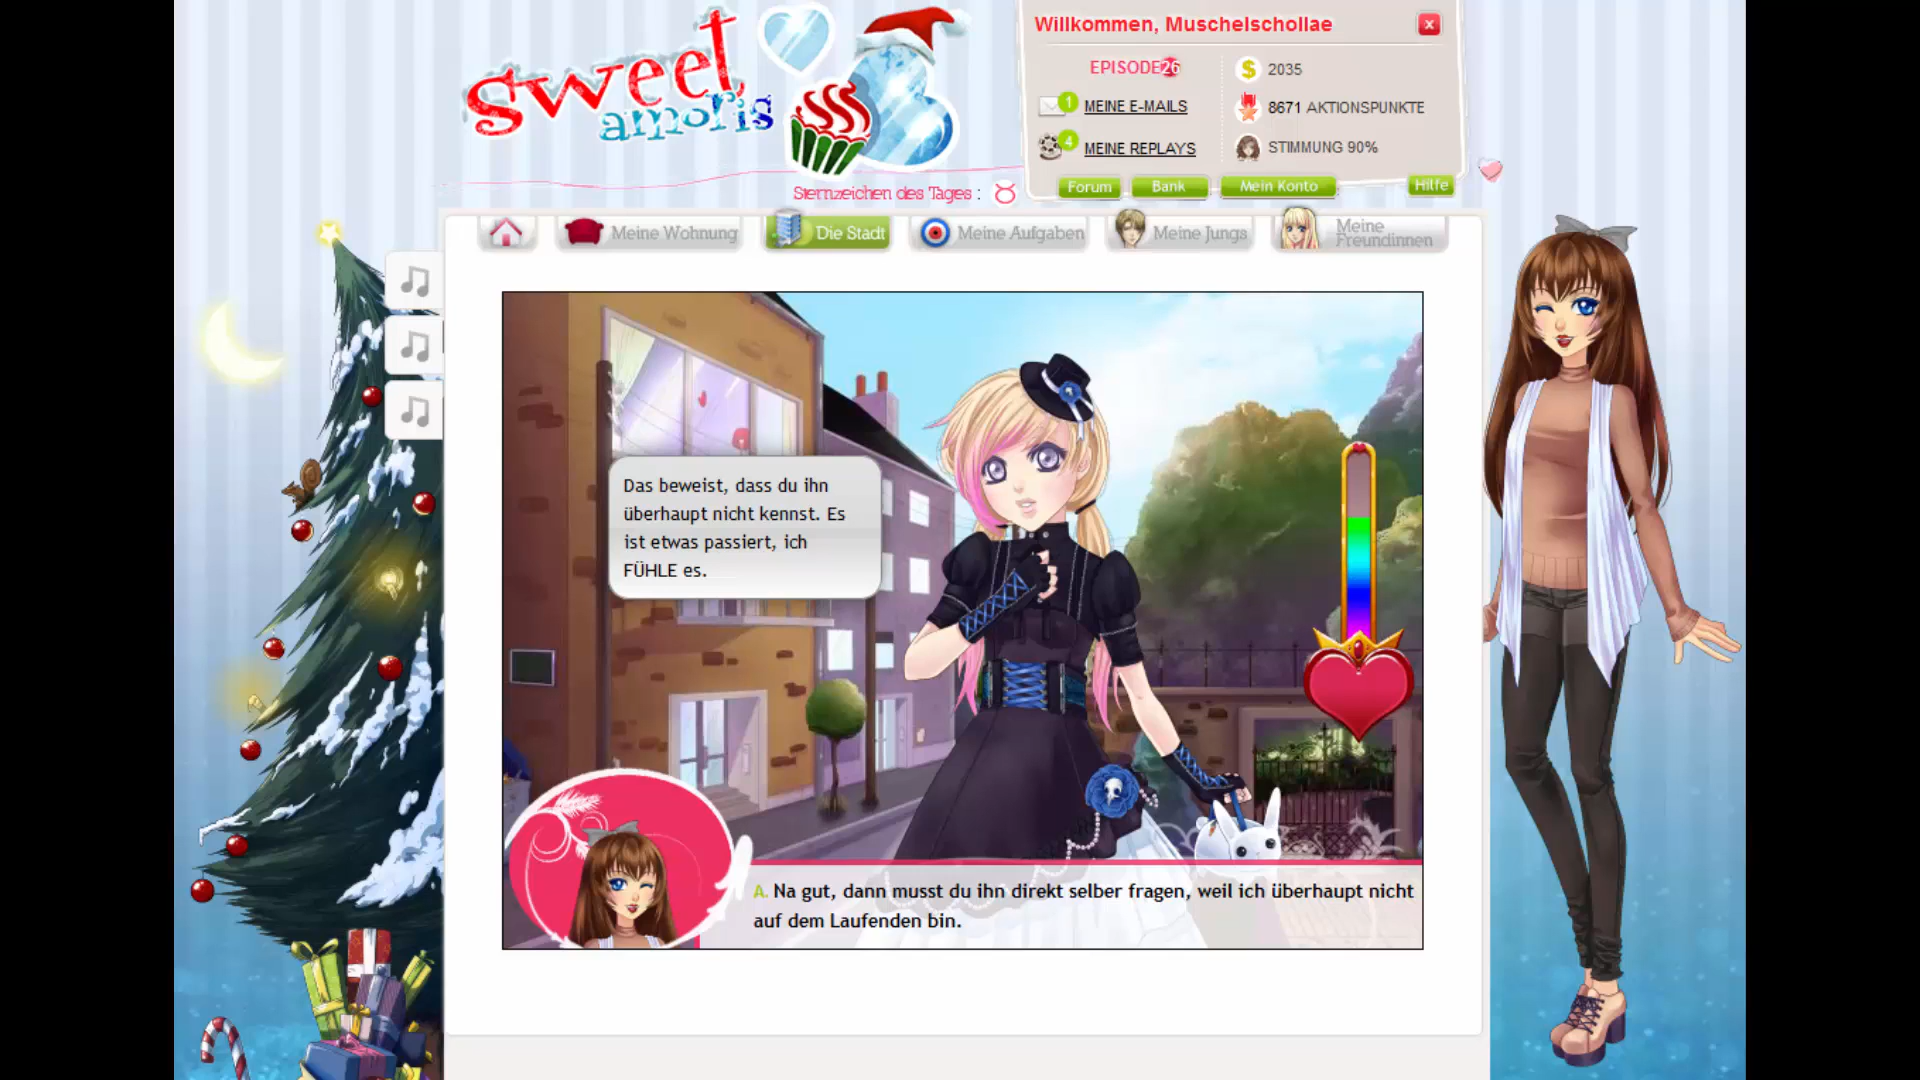 sweet
amoris
Willkommen, Muschelschollae
x
EPISODE26
$ 2035
1 MEINE E-MAILS
8671 AKTIONSPUNKTE
4 MEINE REPLAYS
STIMMUNG 90%
Sternzeichen des Tages :
Forum
Bank
Mein Konto
Hilfe
Meine Wohnung
Die Stadt
Meine Aufgaben
Meine Jungs
Meine
Freundinnen
Das beweist, dass du ihn
überhaupt nicht kennst. Es
ist etwas passiert, ich
FÜHLE es.
A. Na gut, dann musst du ihn direkt selber fragen, weil ich überhaupt nicht
auf dem Laufenden bin.